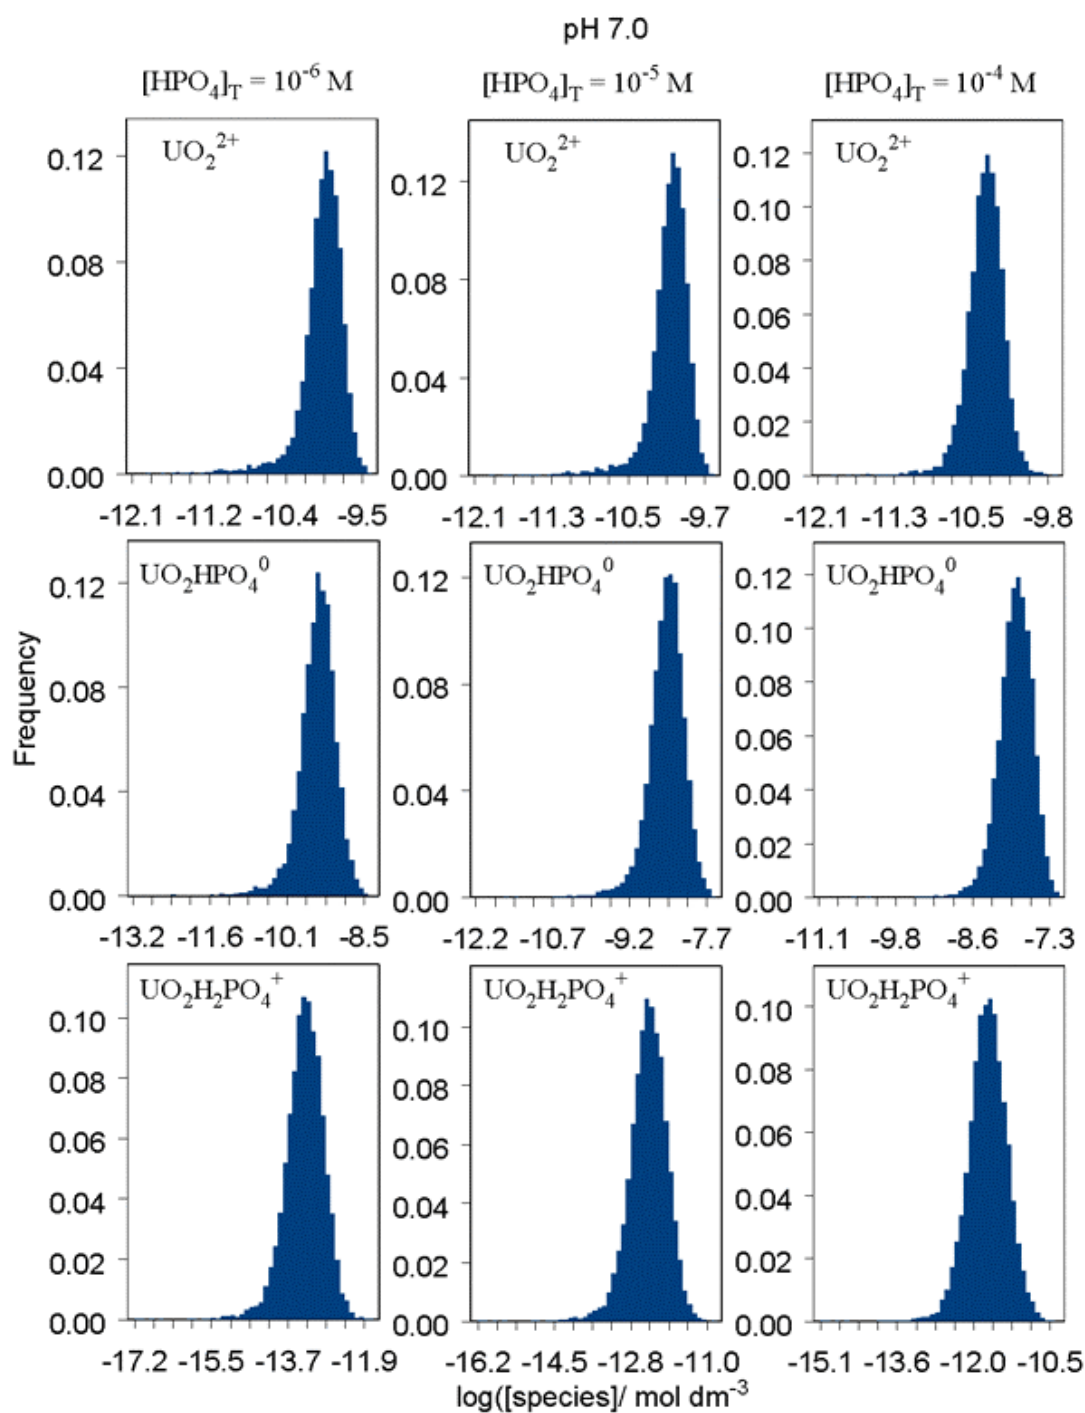 pH 7.0
[HPO₄]_T = 10⁻⁶ M [HPO₄]_T = 10⁻⁵ M [HPO₄]_T = 10⁻⁴ M
UO₂²⁺ UO₂²⁺ UO₂²⁺
0.12 0.12 0.12
0.10
0.08 0.08 0.08
0.06
0.04 0.04 0.04
0.02
0.00 0.00 0.00
-12.1 -11.2 -10.4 -9.5 -12.1 -11.3 -10.5 -9.7 -12.1 -11.3 -10.5 -9.8
UO₂HPO₄⁰ UO₂HPO₄⁰ UO₂HPO₄⁰
0.12 0.12 0.12
0.10
Frequency
0.08 0.08 0.08
0.06
0.04 0.04 0.04
0.02
0.00 0.00 0.00
-13.2 -11.6 -10.1 -8.5 -12.2 -10.7 -9.2 -7.7 -11.1 -9.8 -8.6 -7.3
UO₂H₂PO₄⁺ UO₂H₂PO₄⁺ UO₂H₂PO₄⁺
0.10 0.10 0.10
0.08 0.08 0.08
0.06 0.06 0.06
0.04 0.04 0.04
0.02 0.02 0.02
0.00 0.00 0.00
-17.2 -15.5 -13.7 -11.9 -16.2 -14.5 -12.7 -11.0 -15.1 -13.6 -12.0 -10.5
log([species]/ mol dm⁻³